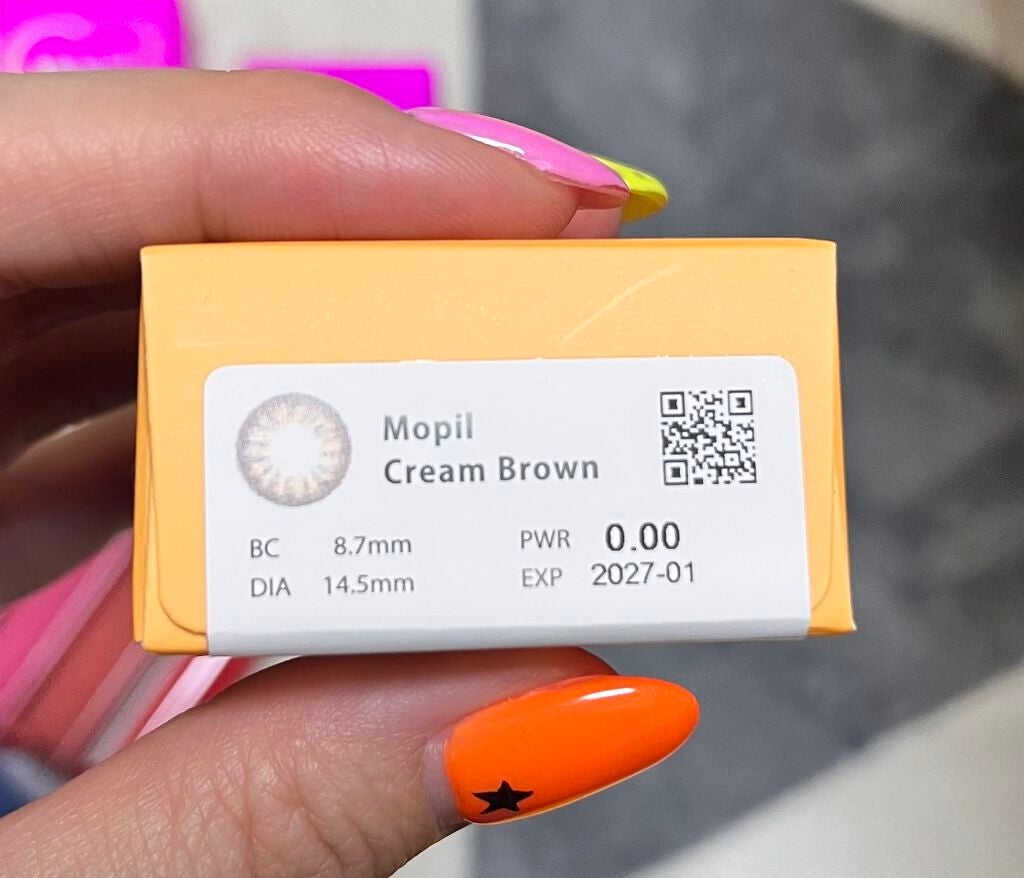 Mopil
Cream Brown
BC 8.7mm PWR 0.00
DIA 14.5mm EXP 2027-01